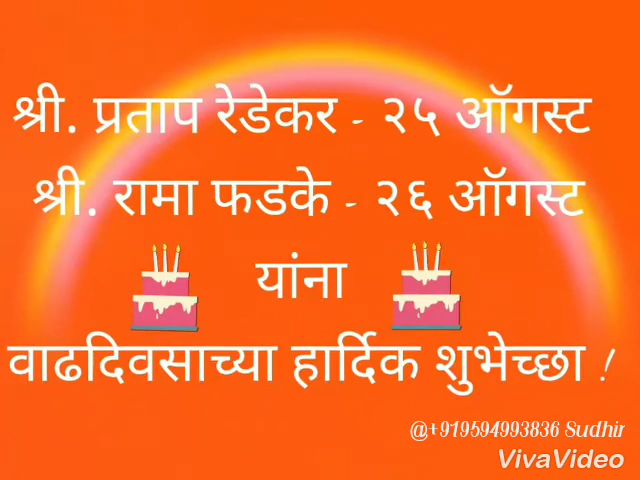 श्री. प्रताप रेडेकर - २५ ऑगस्ट
श्री. रामा फडके - २६ ऑगस्ट
यांना
वाढदिवसाच्या हार्दिक शुभेच्छा !
@+919594993836 Sudhir
VivaVideo